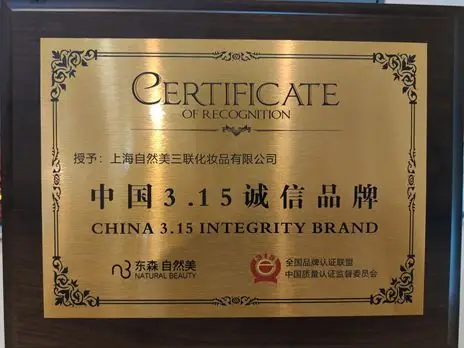 CERTIFICATE
OF RECOGNITION
授予：上海自然美三联化妆品有限公司
中国3.15诚信品牌
CHINA 3.15 INTEGRITY BRAND
东森 自然美
NATURAL BEAUTY
全国品牌认证联盟
中国质量认证监督委员会